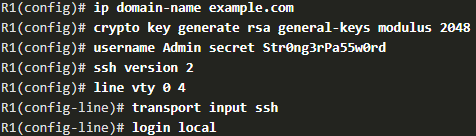 R1(config)# ip domain-name example.com
R1(config)# crypto key generate rsa general-keys modulus 2048
R1(config)# username Admin secret Str0ng3rPa55w0rd
R1(config)# ssh version 2
R1(config)# line vty 0 4
R1(config-line)# transport input ssh
R1(config-line)# login local